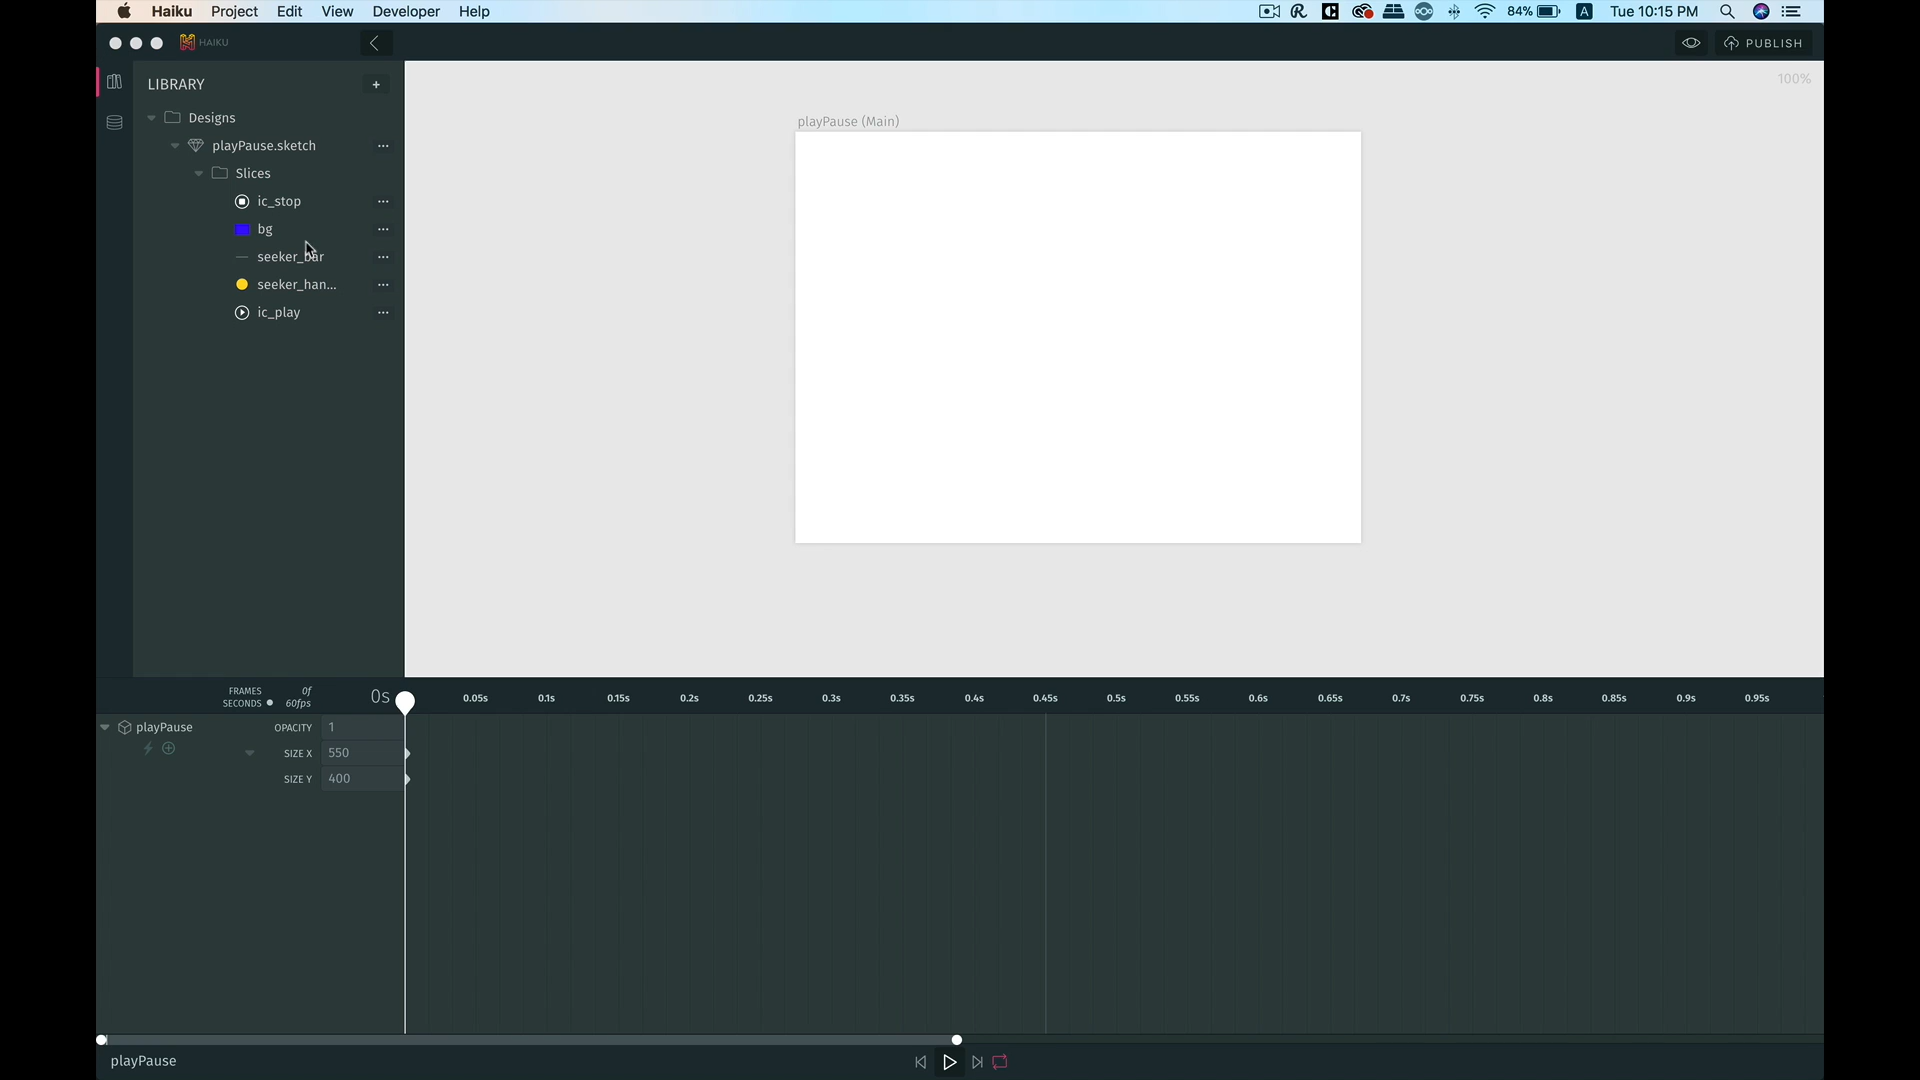 Haiku Project Edit View Developer Help 84% A Tue 10:15 PM
HAIKU PUBLISH
LIBRARY +
100%
Designs
playPause (Main)
playPause.sketch
Slices
ic_stop
bg
seeker_bar
seeker_han...
ic_play
FRAMES 0f
SECONDS 60fps
0s 0.05s 0.1s 0.15s 0.2s 0.25s 0.3s 0.35s 0.4s 0.45s 0.5s 0.55s 0.6s 0.65s 0.7s 0.75s 0.8s 0.85s 0.9s 0.95s
playPause OPACITY 1
SIZE X 550
SIZE Y 400
playPause